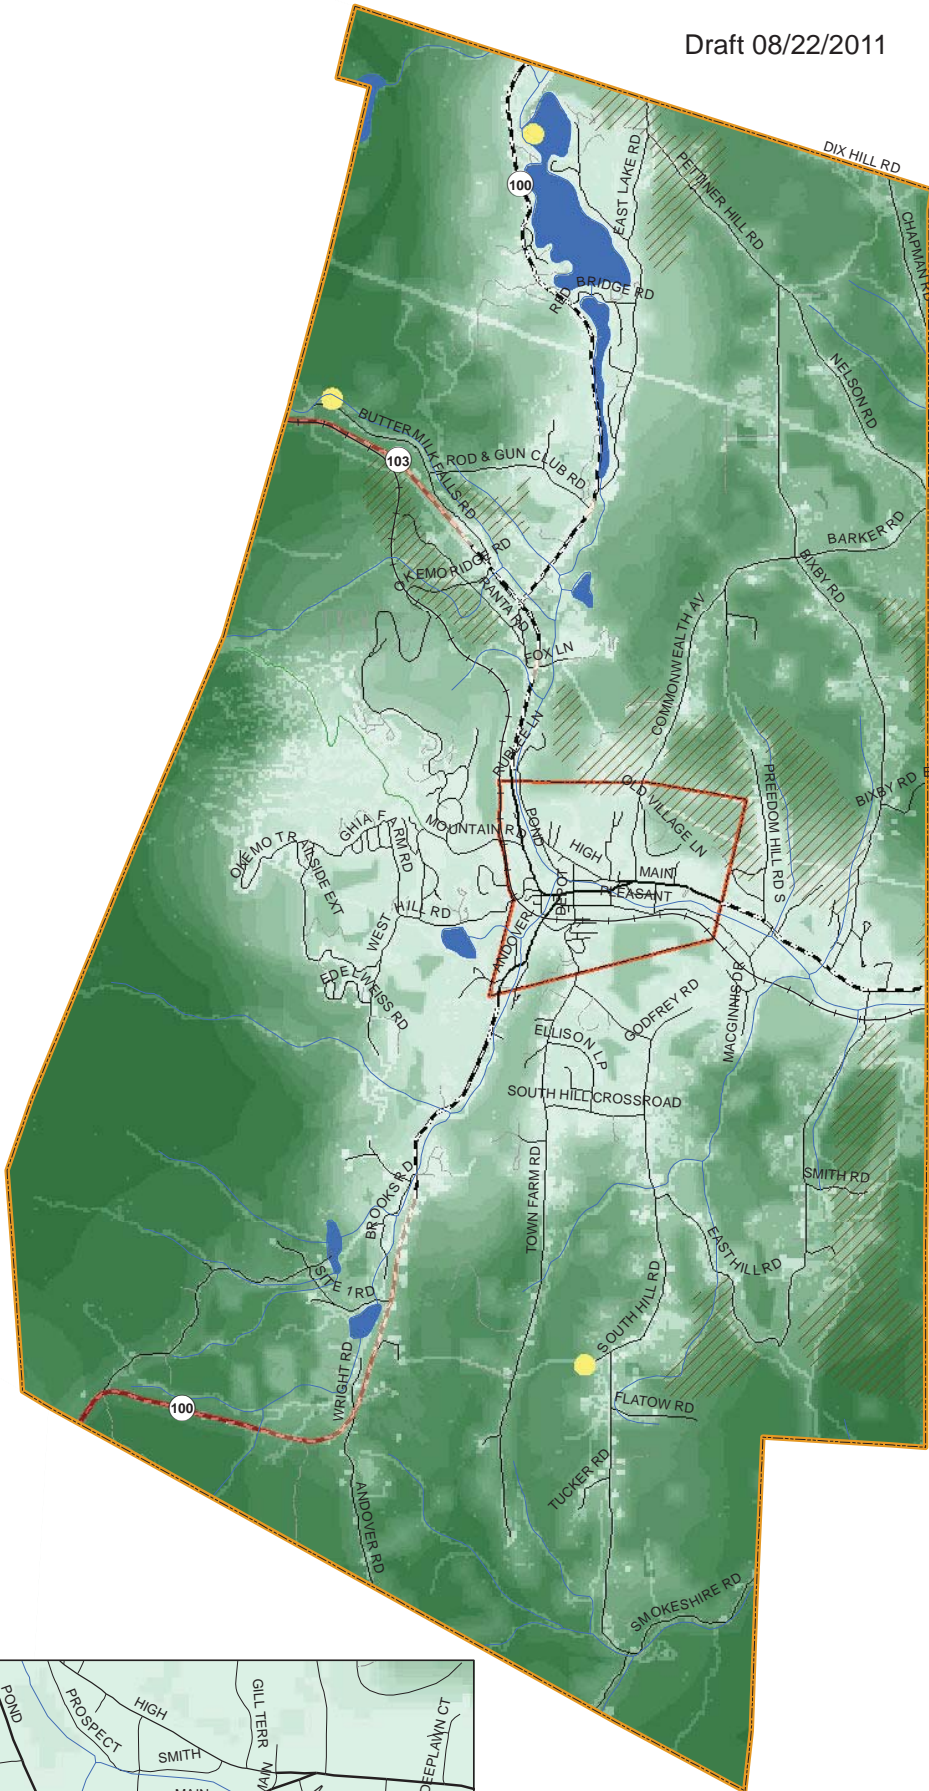 Draft 08/22/2011
DIX HILL RD
PETTINER HILL RD
EAST LAKE RD
100
CHAPMAN RD
RED BRIDGE RD
NELSON RD
BUTTERMILK FALLS RD
103
ROD & GUN CLUB RD
BARKER RD
OKEMO RIDGE RD
RANTA RD
BIXBY RD
FOX LN
COMMONWEALTH AV
RUBLEE LN
PREEDOM HILL RD S
BIXBY RD
OLD VILLAGE LN
MOUNTAIN RD
POND
HIGH
GHIA FARM RD
OKEMO TRAILSIDE EXT
MAIN
PLEASANT
DEPOT
WEST HILL RD
ANDOVER
EDELWEISS RD
MACGINNIS DR
GODFREY RD
ELLISON LP
SOUTH HILL CROSSROAD
TOWN FARM RD
SMITH RD
BROOKS RD
EAST HILL RD
SITE 1 RD
SOUTH HILL RD
WRIGHT RD
100
FLATOW RD
TUCKER RD
ANDOVER RD
SMOKESHIRE RD
POND
PROSPECT
HIGH
GILL TERR
SMITH
MAIN
DEEPLAWN CT
MAIN